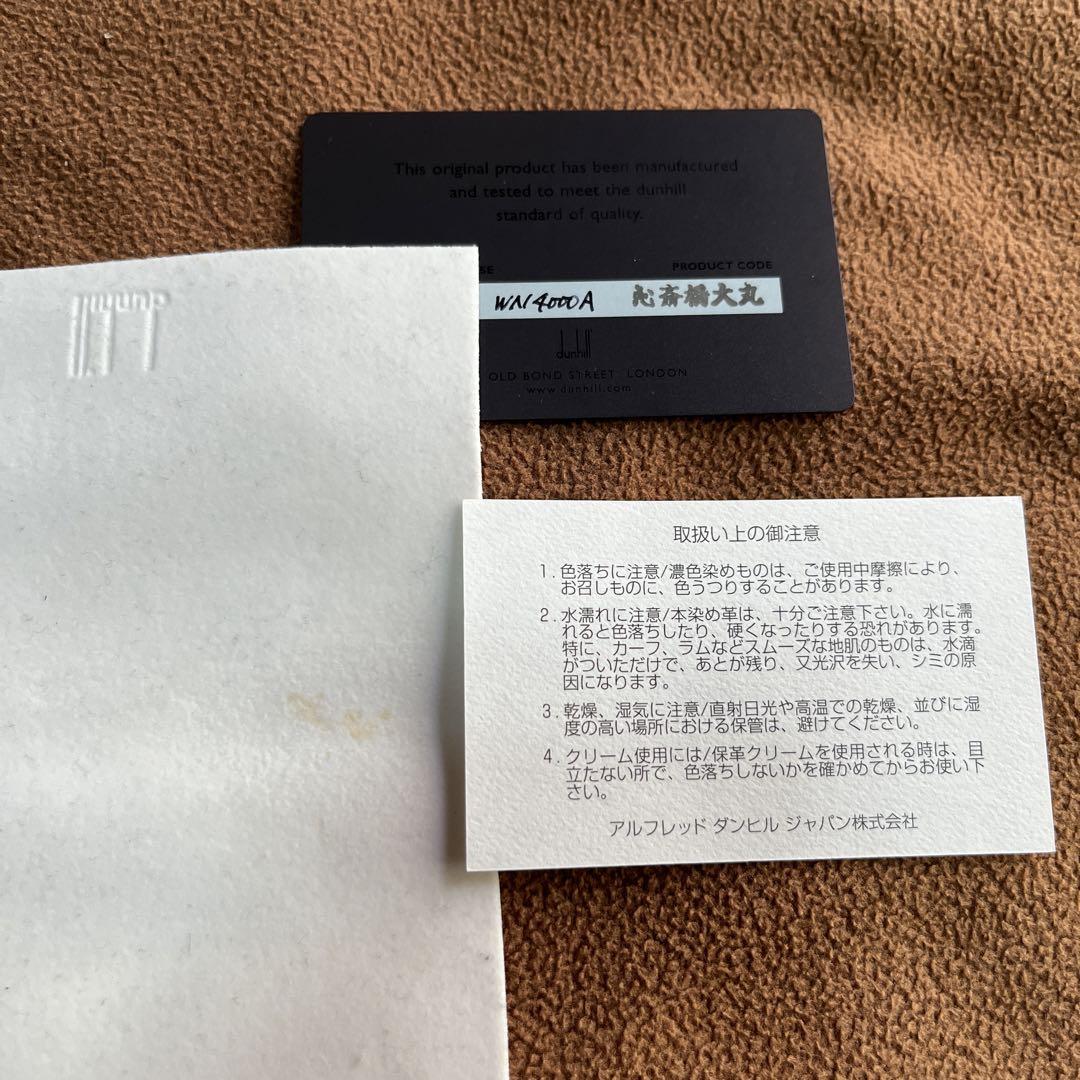 This original product has been manufactured
and tested to meet the dunhill
standard of quality.
SE PRODUCT CODE
WN4000A 心斎橋大丸
dunhill
OLD BOND STREET LONDON
www.dunhill.com
dunhill
取扱い上の御注意
1. 色落ちに注意/濃色染めものは、ご使用中摩擦により、
お召しものに、色うつりすることがあります。
2. 水濡れに注意/本染め革は、十分ご注意下さい。水に濡
れると色落ちしたり、硬くなったりする恐れがあります。
特に、カーフ、ラムなどスムーズな地肌のものは、水滴
がついただけで、あとが残り、又光沢を失い、シミの原
因になります。
3. 乾燥、湿気に注意/直射日光や高温での乾燥、並びに湿
度の高い場所における保管は、避けてください。
4. クリーム使用には/保革クリームを使用される時は、目
立たない所で、色落ちしないかを確かめてからお使い下
さい。
アルフレッド ダンヒル ジャパン株式会社